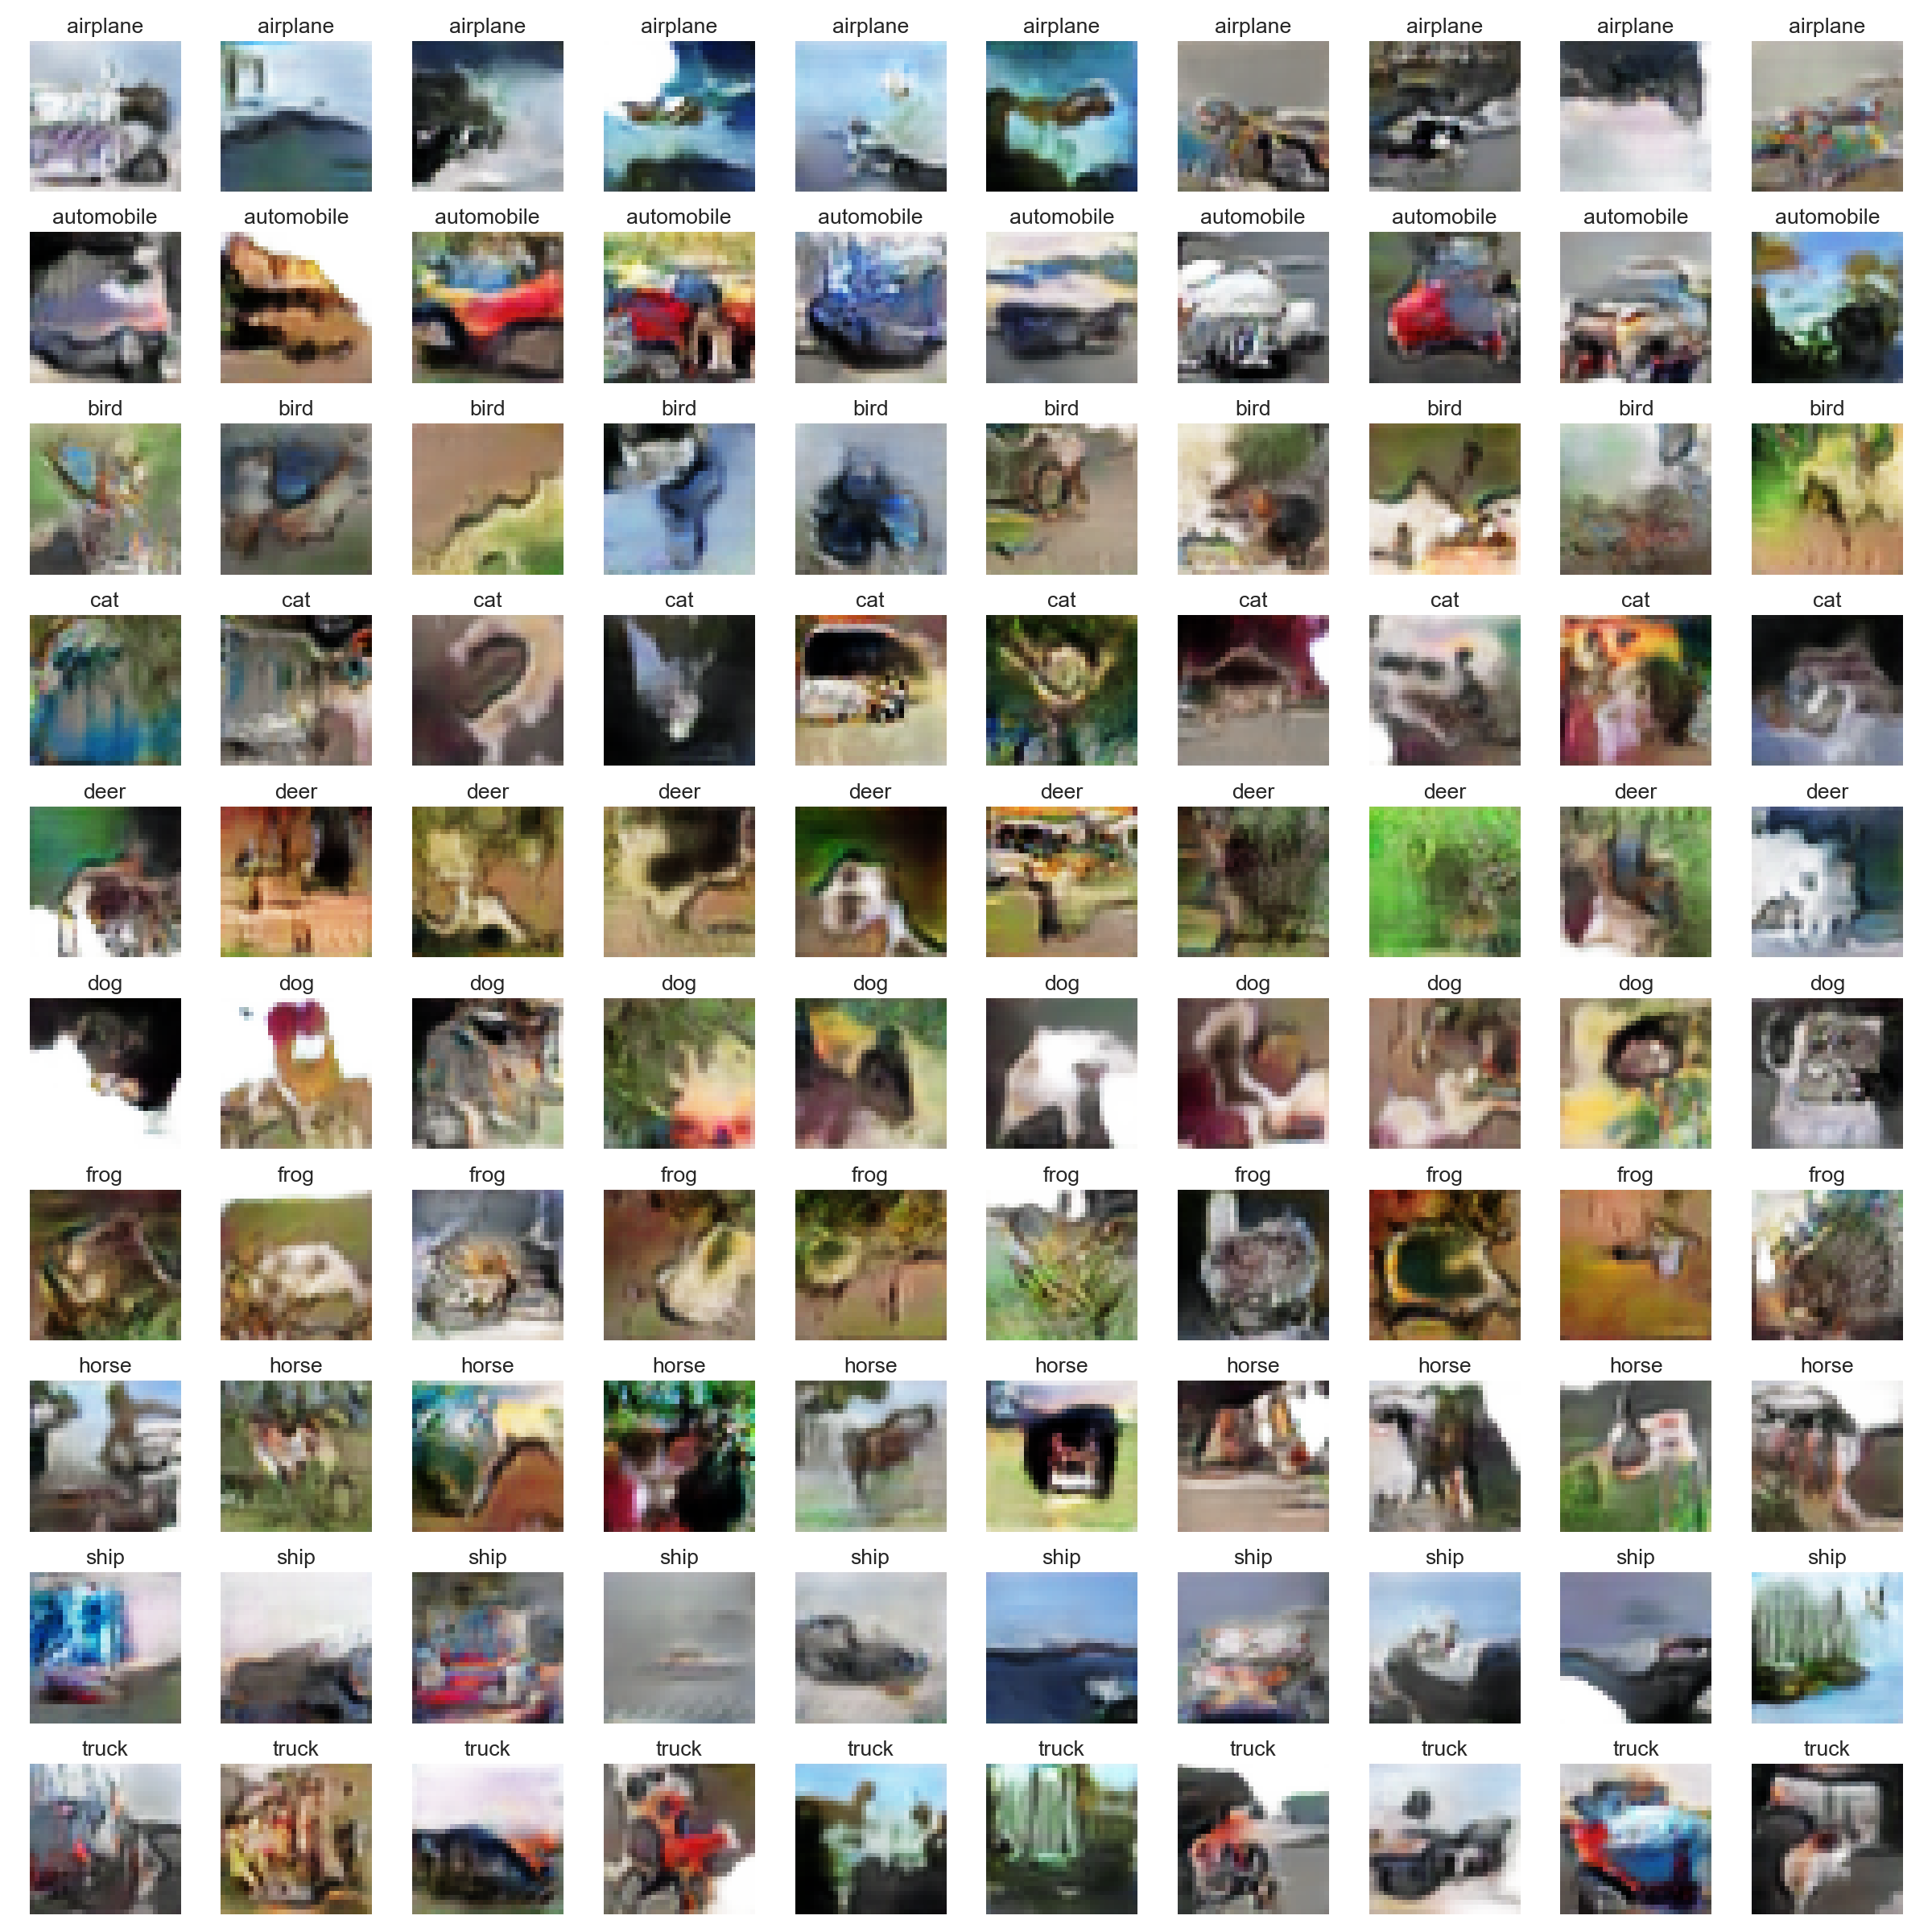 airplane airplane airplane airplane airplane airplane airplane airplane airplane airplane
automobile automobile automobile automobile automobile automobile automobile automobile automobile automobile
bird bird bird bird bird bird bird bird bird bird
cat cat cat cat cat cat cat cat cat cat
deer deer deer deer deer deer deer deer deer deer
dog dog dog dog dog dog dog dog dog dog
frog frog frog frog frog frog frog frog frog frog
horse horse horse horse horse horse horse horse horse horse
ship ship ship ship ship ship ship ship ship ship
truck truck truck truck truck truck truck truck truck truck